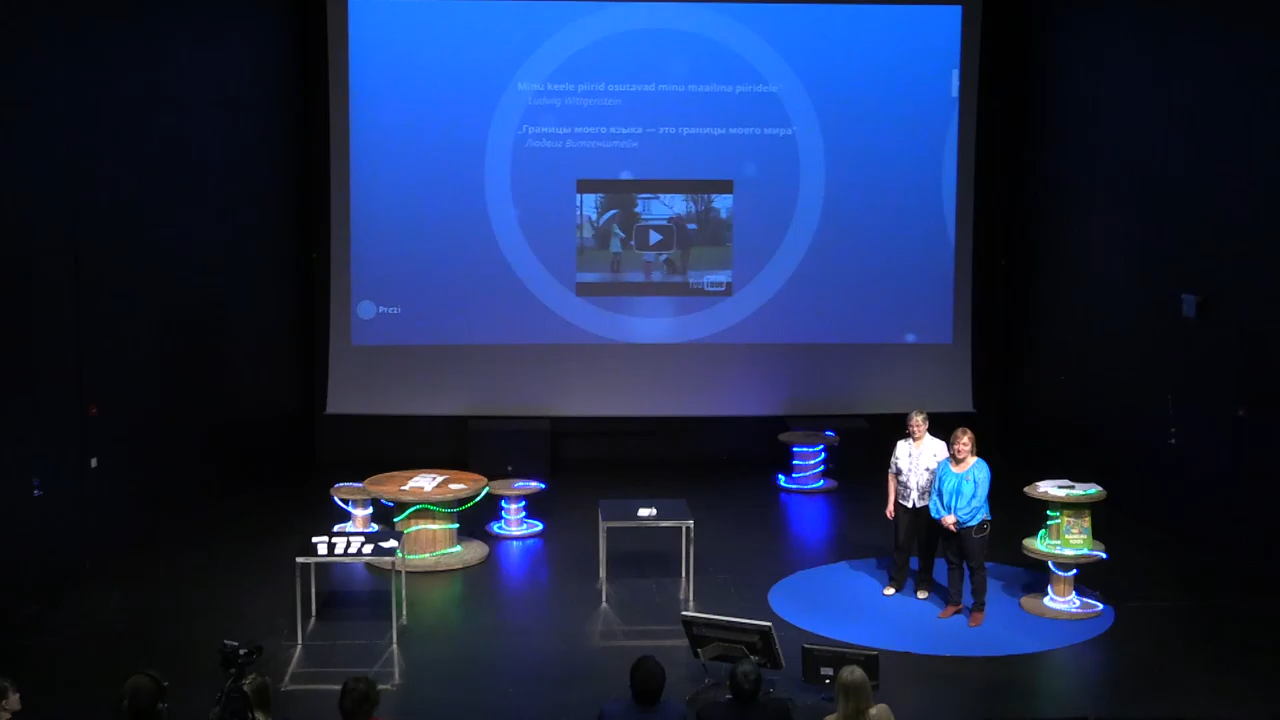 Minu keele piirid osutavad minu maailma piiridele"
Ludwig Wittgenstein
„Границы моего языка — это границы моего мира"
Людвиг Витгенштейн
YouTube
Prezi